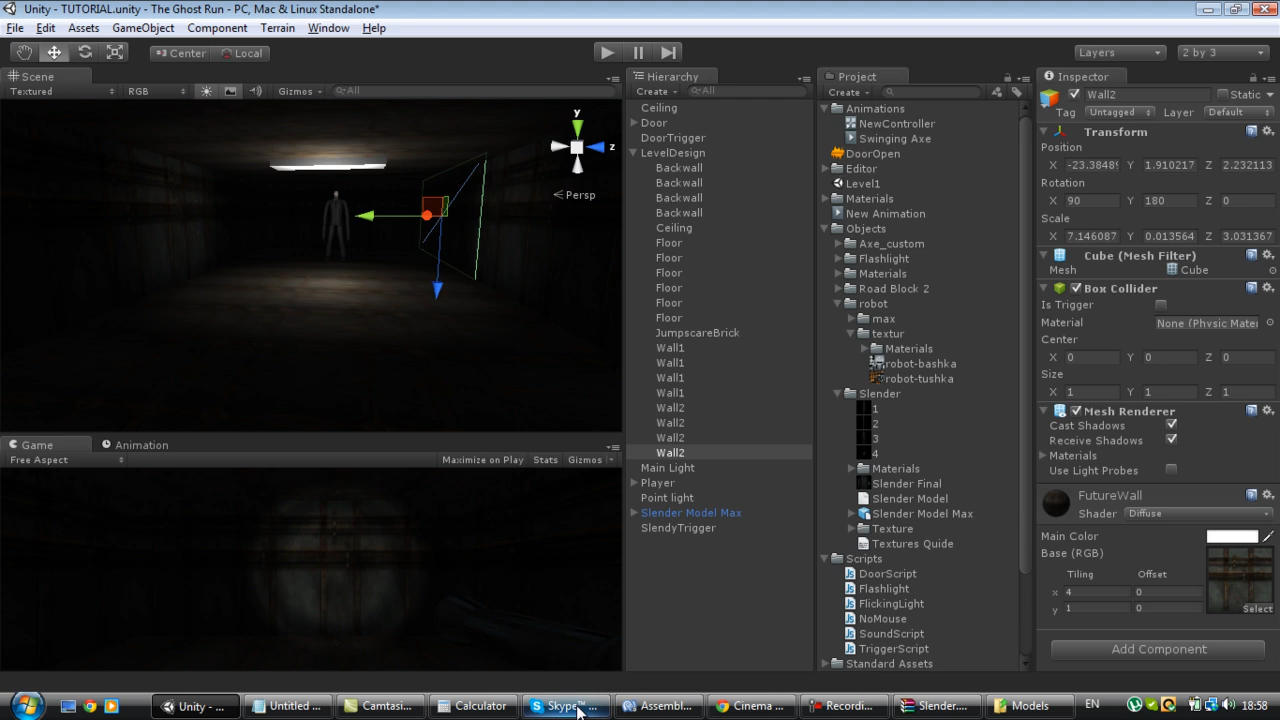 Unity - TUTORIAL.unity - The Ghost Run - PC, Mac & Linux Standalone*
File Edit Assets GameObject Component Terrain Window Help
Center Local Layers 2 by 3
Scene
Textured RGB Gizmos All
y
z
Persp
Game Animation
Free Aspect Maximize on Play Stats Gizmos
Hierarchy
Create All
Ceiling
Door
DoorTrigger
LevelDesign
Backwall
Backwall
Backwall
Backwall
Ceiling
Floor
Floor
Floor
Floor
Floor
Floor
JumpscareBrick
Wall1
Wall1
Wall1
Wall1
Wall2
Wall2
Wall2
Wall2
Main Light
Player
Point light
Slender Model Max
SlendyTrigger
Project
Create
Animations
NewController
Swinging Axe
DoorOpen
Editor
Level1
Materials
New Animation
Objects
Axe_custom
Flashlight
Materials
Road Block 2
robot
max
textur
Materials
robot-bashka
robot-tushka
Slender
1
2
3
4
Materials
Slender Final
Slender Model
Slender Model Max
Texture
Textures Quide
Scripts
DoorScript
Flashlight
FlickingLight
NoMouse
SoundScript
TriggerScript
Standard Assets
Inspector
Wall2 Static
Tag Untagged Layer Default
Transform
Position
X -23.3848 Y 1.910217 Z 2.232113
Rotation
X 90 Y 180 Z 0
Scale
X 7.146087 Y 0.013564 Z 3.031367
Cube (Mesh Filter)
Mesh Cube
Box Collider
Is Trigger
Material None (Physic Mater
Center
X 0 Y 0 Z 0
Size
X 1 Y 1 Z 1
Mesh Renderer
Cast Shadows
Receive Shadows
Materials
Use Light Probes
FutureWall
Shader Diffuse
Main Color
Base (RGB)
Tiling Offset
x 4 0
y 1 0
Select
Add Component
Unity - ... Untitled ... Camtasi... Calculator Skype™ ... Assembl... Cinema ... Recordi... Slender.... Models EN 18:58